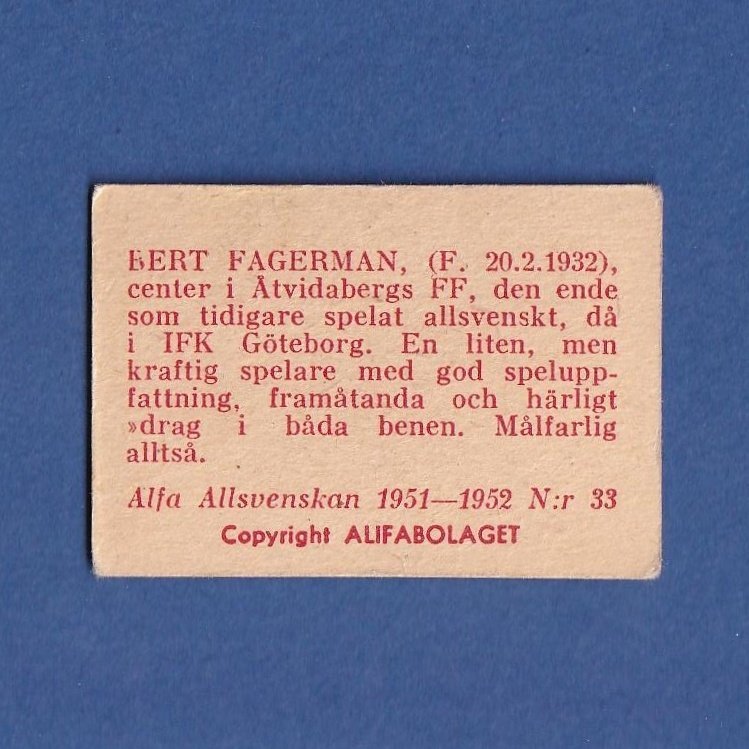 BERT FAGERMAN, (F. 20.2.1932),
center i Åtvidabergs FF, den ende
som tidigare spelat allsvenskt, då
i IFK Göteborg. En liten, men
kraftig spelare med god spelupp-
fattning, framåtanda och härligt
»drag i båda benen. Målfarlig
alltså.
Alfa Allsvenskan 1951—1952 N:r 33
Copyright ALIFABOLAGET